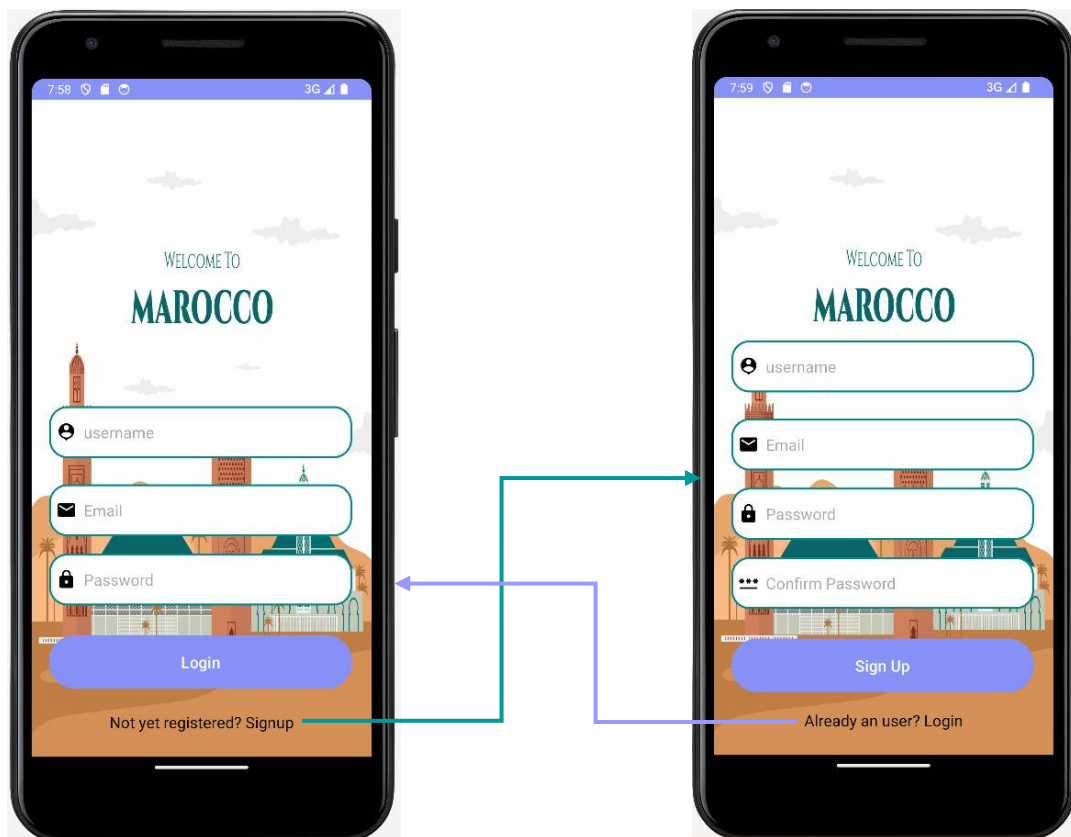 7:58
3G
WELCOME TO
MAROCCO
username
Email
Password
Login
Not yet registered? Signup
7:59
3G
WELCOME TO
MAROCCO
username
Email
Password
Confirm Password
Sign Up
Already an user? Login